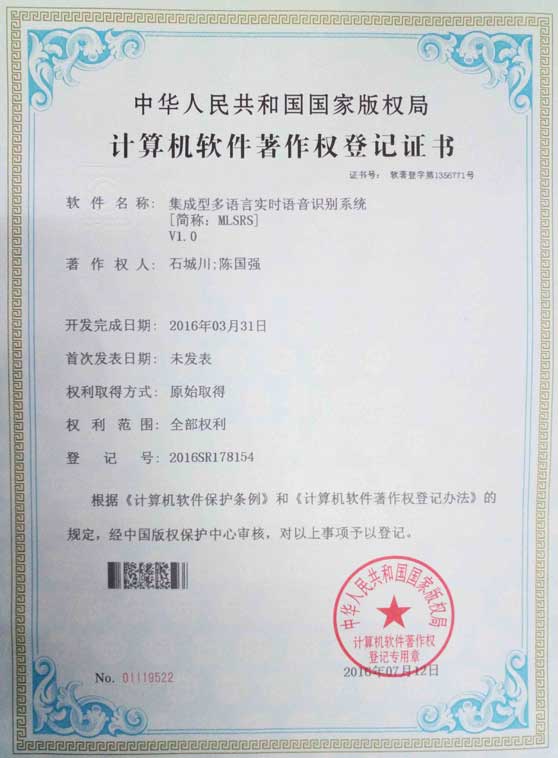 中华人民共和国国家版权局
计算机软件著作权登记证书
证书号： 软著登字第1356771号
软件名称： 集成型多语言实时语音识别系统
[简称：MLSRS]
V1.0
著作权人： 石城川;陈国强
开发完成日期： 2016年03月31日
首次发表日期： 未发表
权利取得方式： 原始取得
权利范围： 全部权利
登记号： 2016SR178154
根据《计算机软件保护条例》和《计算机软件著作权登记办法》的
规定，经中国版权保护中心审核，对以上事项予以登记。
中华人民共和国国家版权局
计算机软件著作权
登记专用章
No. 01119522
2016年07月12日